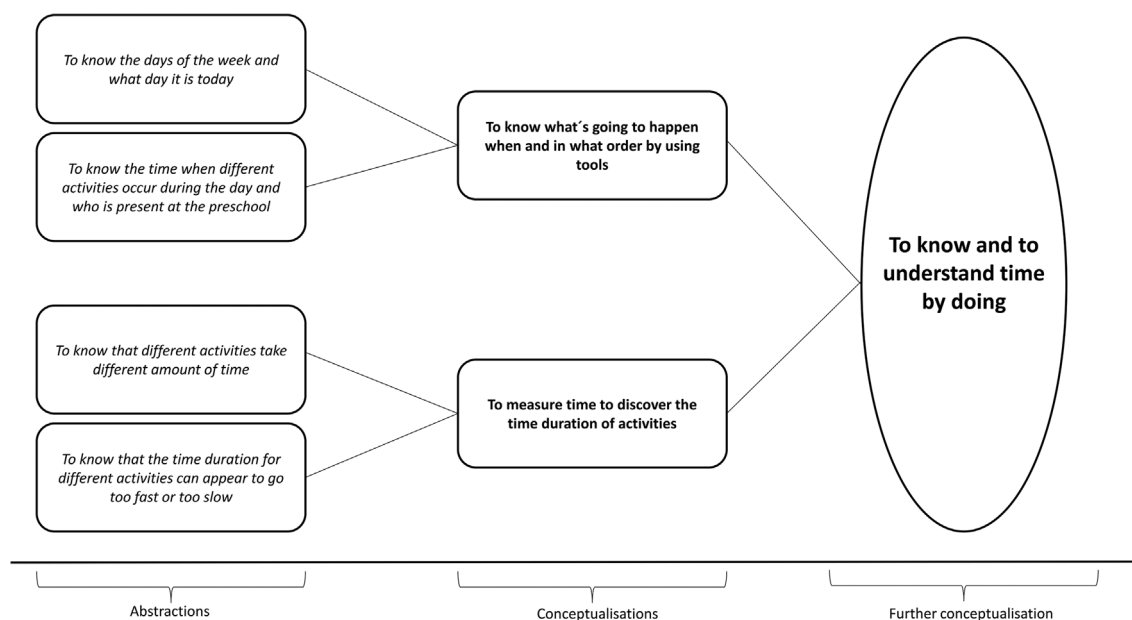 To know the days of the week and
what day it is today
To know the time when different
activities occur during the day and
who is present at the preschool
To know that different activities take
different amount of time
To know that the time duration for
different activities can appear to go
too fast or too slow
To know what´s going to happen
when and in what order by using
tools
To measure time to discover the
time duration of activities
To know and to
understand time
by doing
Abstractions
Conceptualisations
Further conceptualisation